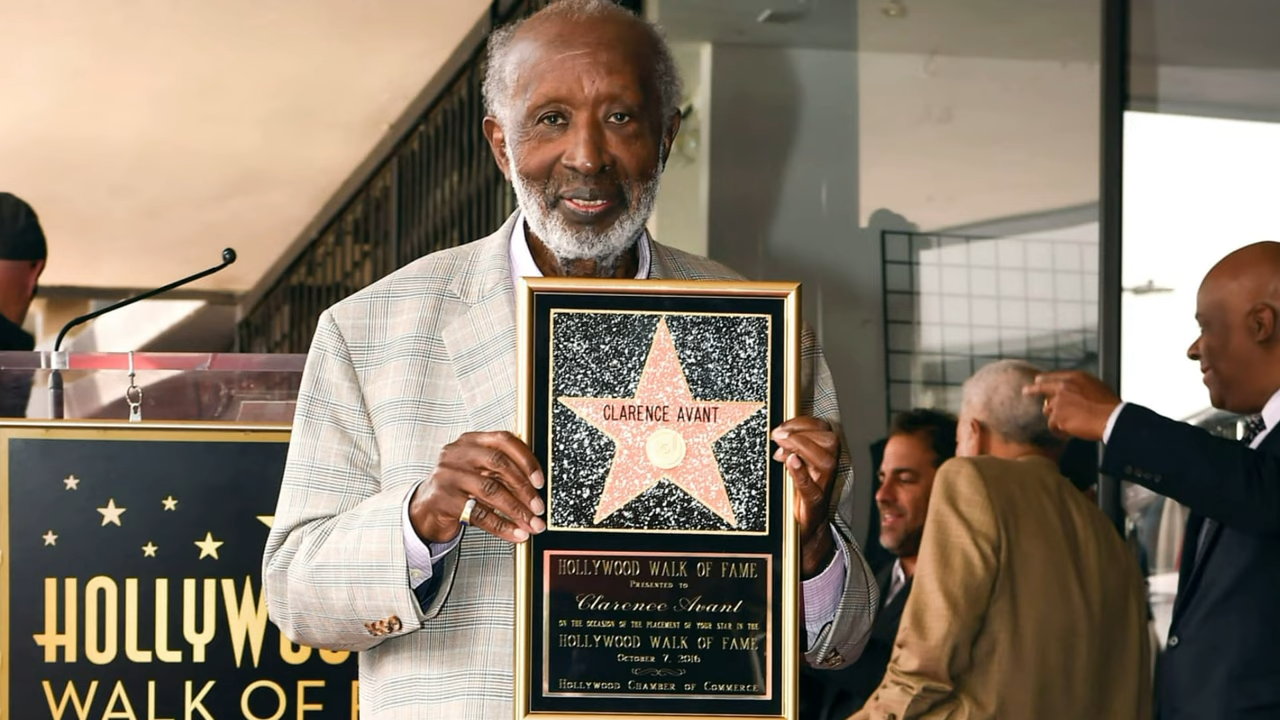 CLARENCE AVANT
HOLLYWOOD WALK OF FAME
PRESENTED TO
Clarence Avant
ON THE OCCASION OF THE PLACEMENT OF YOUR STAR IN THE
HOLLYWOOD WALK OF FAME
OCTOBER 7, 2016
HOLLYWOOD CHAMBER OF COMMERCE
HOLLYWO
WALK OF F